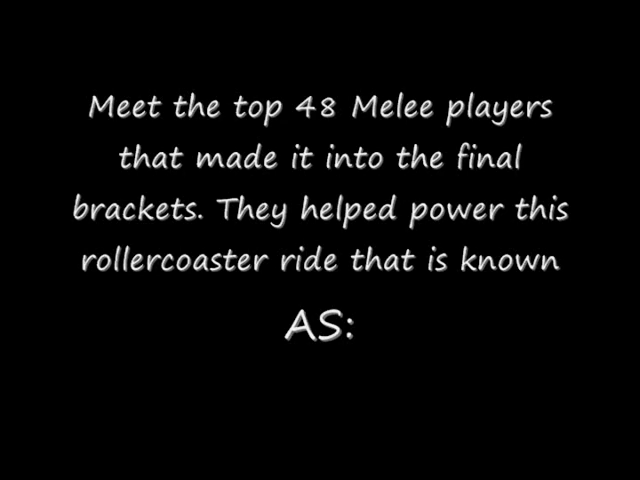 Meet the top 48 Melee players
that made it into the final
brackets. They helped power this
rollercoaster ride that is known
AS: